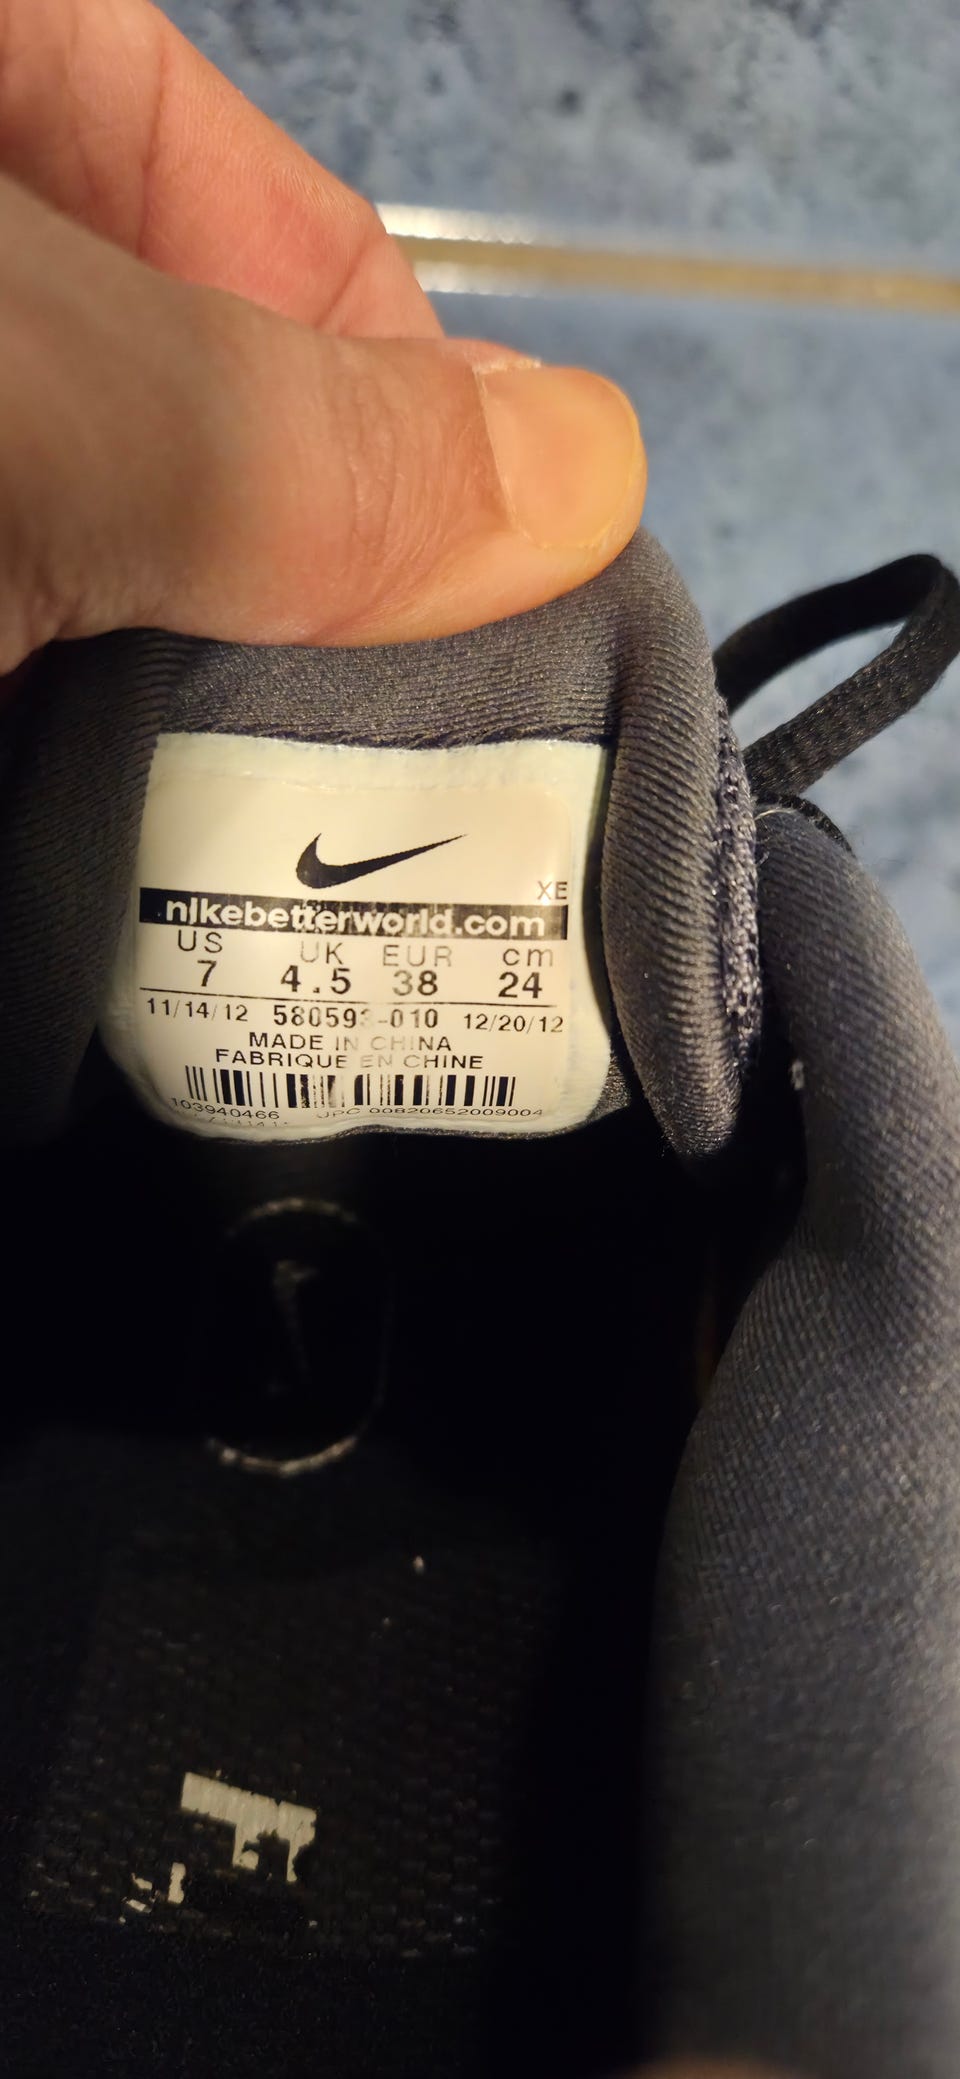 XE
nikebetterworld.com
US UK EUR cm
7 4.5 38 24
11/14/12 580593-010 12/20/12
MADE IN CHINA
FABRIQUE EN CHINE
103940466 UPC 00820652009004